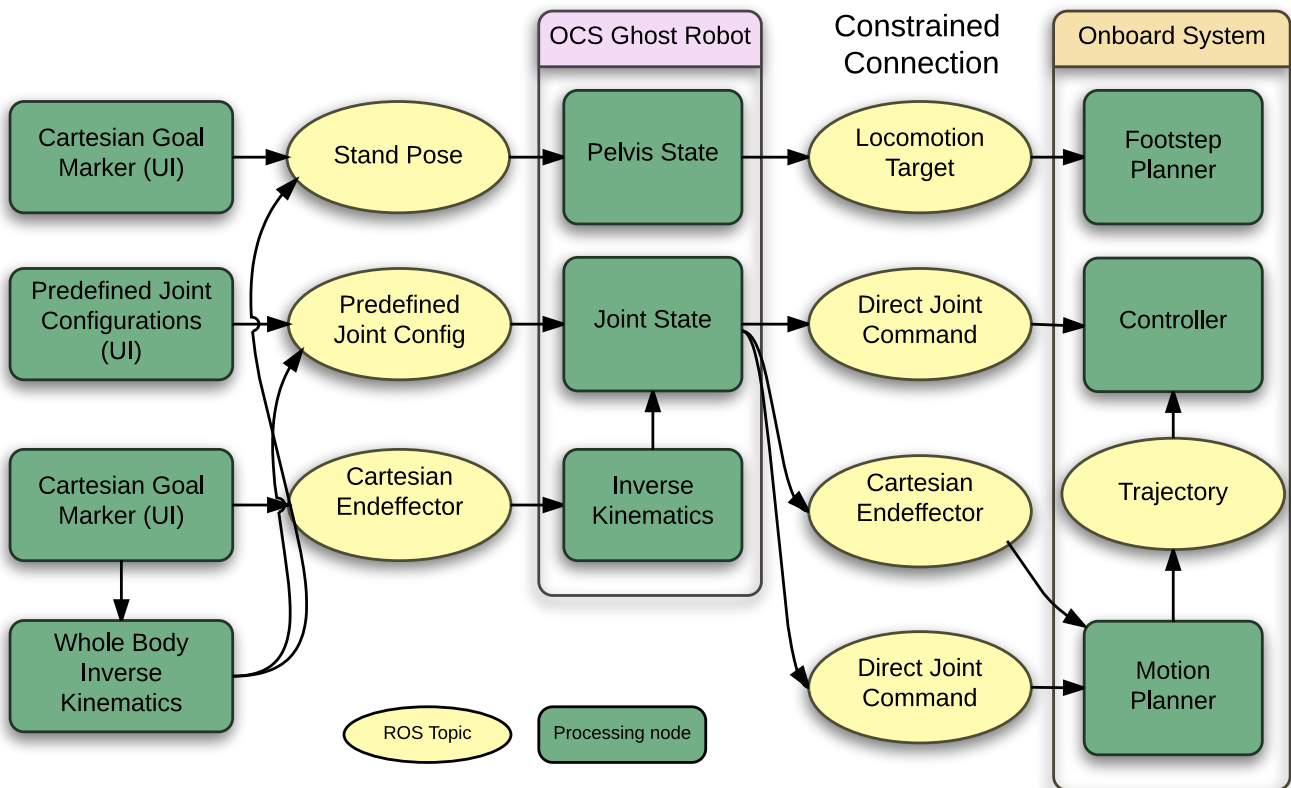 OCS Ghost Robot
Constrained
Connection
Onboard System
Cartesian Goal
Marker (UI)
Stand Pose
Pelvis State
Locomotion
Target
Footstep
Planner
Predefined Joint
Configurations
(UI)
Predefined
Joint Config
Joint State
Direct Joint
Command
Controller
Cartesian Goal
Marker (UI)
Cartesian
Endeffector
Inverse
Kinematics
Cartesian
Endeffector
Trajectory
Whole Body
Inverse
Kinematics
Direct Joint
Command
Motion
Planner
ROS Topic
Processing node